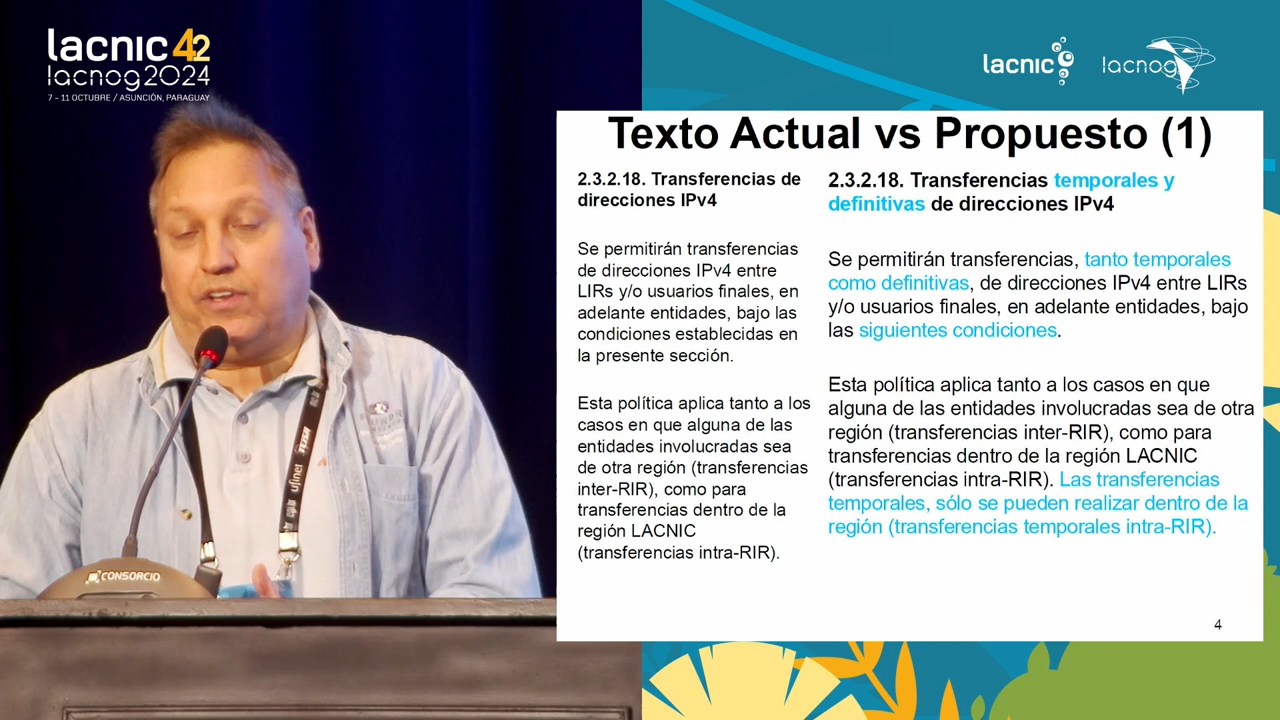 lacnic 42
lacnog2024
7 - 11 OCTUBRE / ASUNCIÓN, PARAGUAY
lacnic
lacnog
Texto Actual vs Propuesto (1)
2.3.2.18. Transferencias de
direcciones IPv4
Se permitirán transferencias
de direcciones IPv4 entre
LIRs y/o usuarios finales, en
adelante entidades, bajo las
condiciones establecidas en
la presente sección.
Esta política aplica tanto a los
casos en que alguna de las
entidades involucradas sea
de otra región (transferencias
inter-RIR), como para
transferencias dentro de la
región LACNIC
(transferencias intra-RIR).
2.3.2.18. Transferencias temporales y
definitivas de direcciones IPv4
Se permitirán transferencias, tanto temporales
como definitivas, de direcciones IPv4 entre LIRs
y/o usuarios finales, en adelante entidades, bajo
las siguientes condiciones.
Esta política aplica tanto a los casos en que
alguna de las entidades involucradas sea de otra
región (transferencias inter-RIR), como para
transferencias dentro de la región LACNIC
(transferencias intra-RIR). Las transferencias
temporales, sólo se pueden realizar dentro de la
región (transferencias temporales intra-RIR).
4
ufinet
CONSORCIO